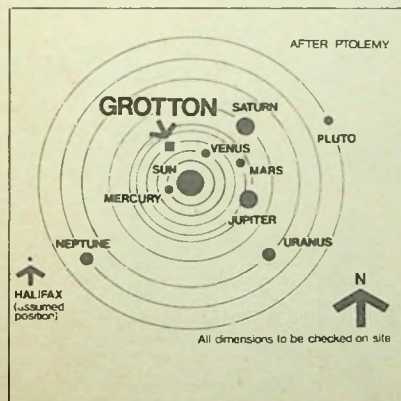 AFTER PTOLEMY
GROTTON
SATURN
PLUTO
VENUS
SUN
MARS
MERCURY
JUPITER
NEPTUNE
URANUS
HALIFAX
(assumed
position)
N
All dimensions to be checked on site